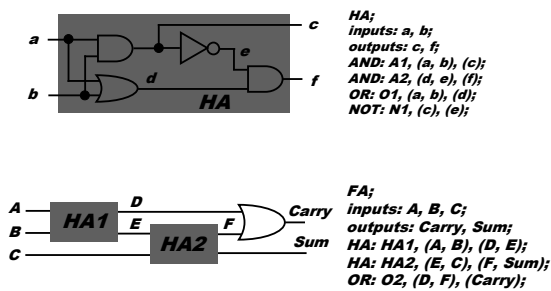 a
b
c
d
e
f
HA
HA;
inputs: a, b;
outputs: c, f;
AND: A1, (a, b), (c);
AND: A2, (d, e), (f);
OR: O1, (a, b), (d);
NOT: N1, (c), (e);
A
B
C
HA1
D
E
HA2
F
Carry
Sum
FA;
inputs: A, B, C;
outputs: Carry, Sum;
HA: HA1, (A, B), (D, E);
HA: HA2, (E, C), (F, Sum);
OR: O2, (D, F), (Carry);